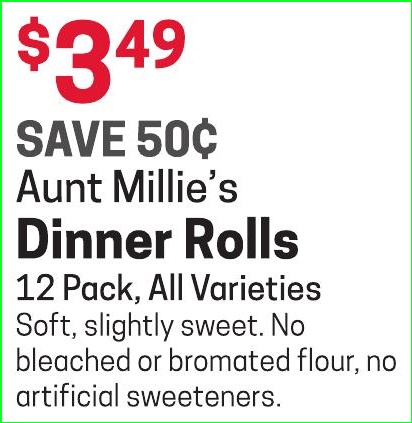 $3.49
SAVE 50¢
Aunt Millie's
Dinner Rolls
12 Pack, All Varieties
Soft, slightly sweet. No
bleached or bromated flour, no
artificial sweeteners.